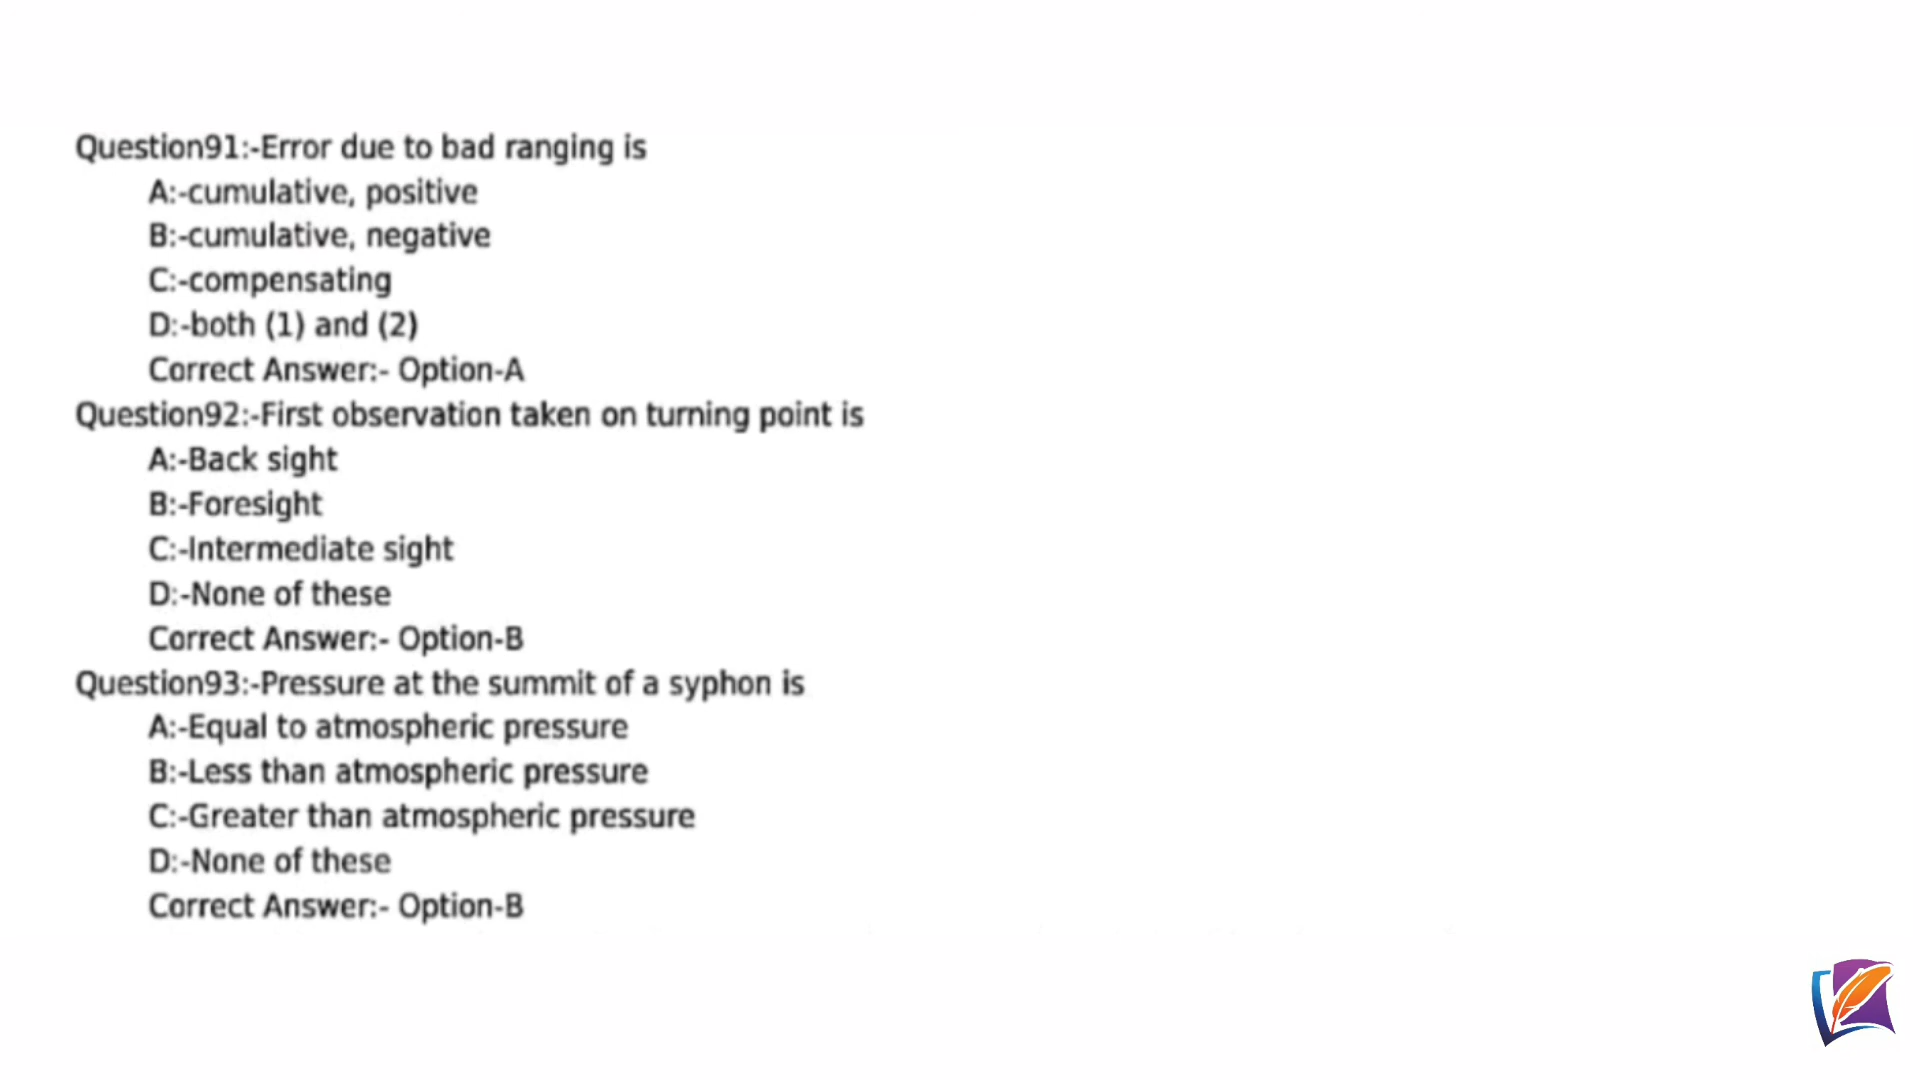 Question91:-Error due to bad ranging is
A:-cumulative, positive
B:-cumulative, negative
C:-compensating
D:-both (1) and (2)
Correct Answer:- Option-A
Question92:-First observation taken on turning point is
A:-Back sight
B:-Foresight
C:-Intermediate sight
D:-None of these
Correct Answer:- Option-B
Question93:-Pressure at the summit of a syphon is
A:-Equal to atmospheric pressure
B:-Less than atmospheric pressure
C:-Greater than atmospheric pressure
D:-None of these
Correct Answer:- Option-B